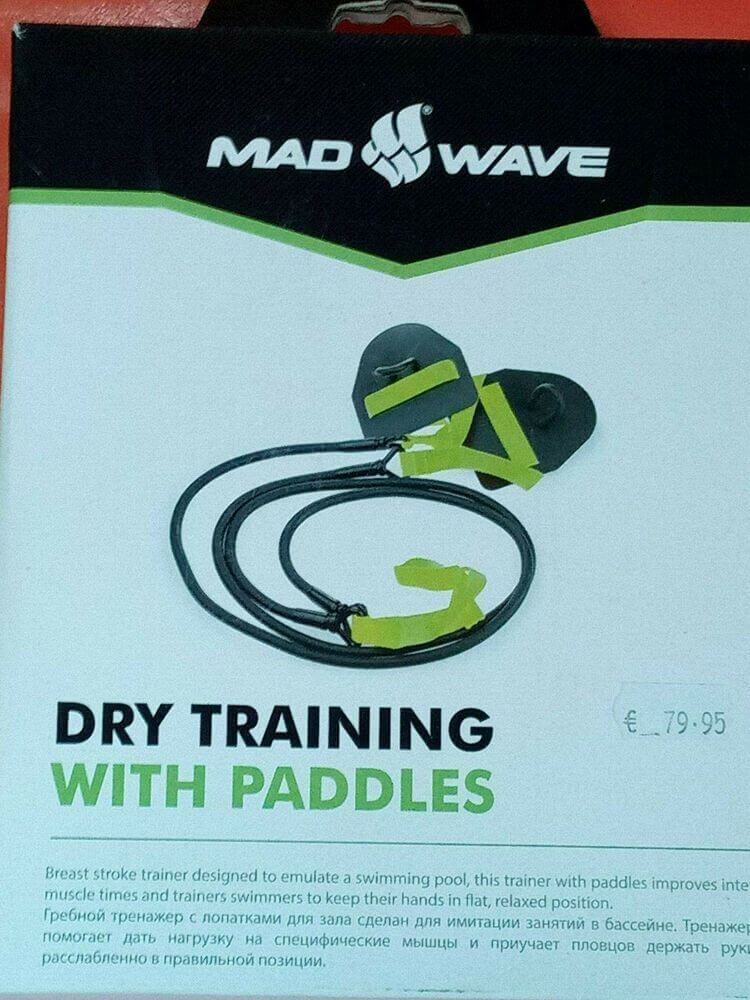 MAD WAVE
DRY TRAINING
WITH PADDLES
€ 79.95
Breast stroke trainer designed to emulate a swimming pool, this trainer with paddles improves inte
muscle times and trainers swimmers to keep their hands in flat, relaxed position.
Гребной тренажер с лопатками для зала сделан для имитации занятий в бассейне. Тренажер
помогает дать нагрузку на специфические мышцы и приучает пловцов держать руки
расслабленно в правильной позиции.